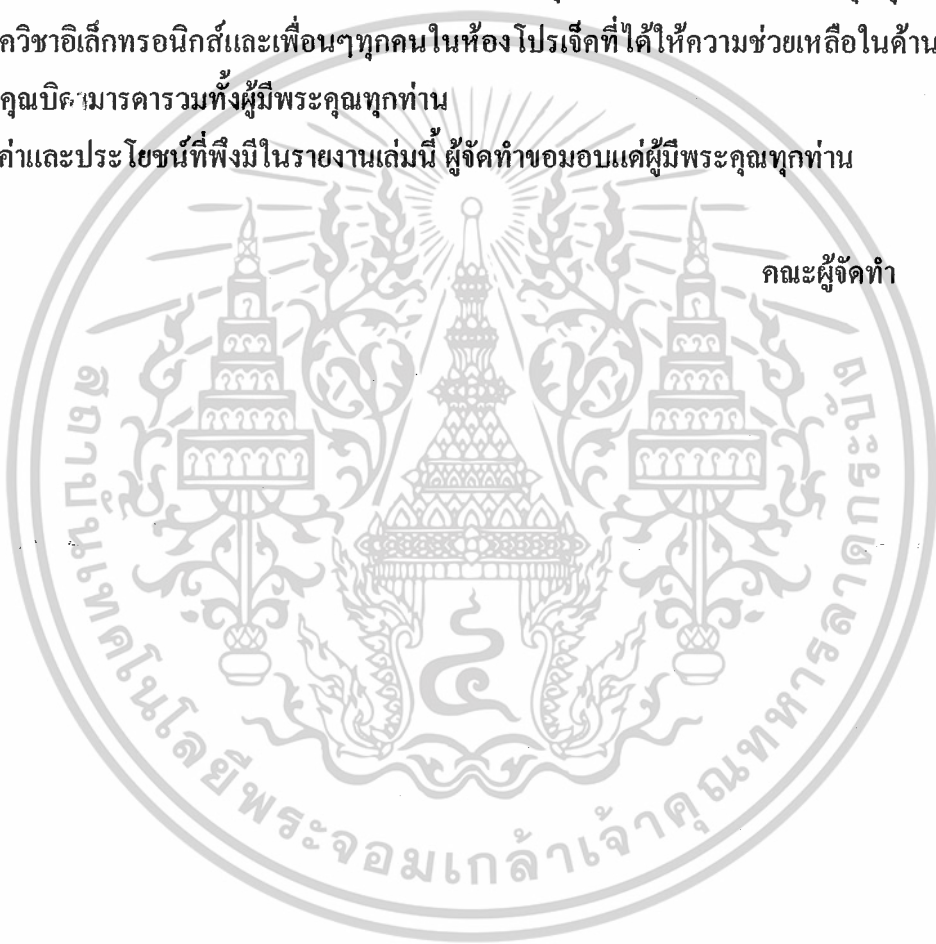 ควิชาอิเล็กทรอนิกส์และเพื่อนๆทุกคนในห้องโปรเจ็คที่ได้ให้ความช่วยเหลือในด้าน
คุณบิดามารดารวมทั้งผู้มีพระคุณทุกท่าน
ค่าและประโยชน์ที่พึงมีในรายงานเล่มนี้ ผู้จัดทำขอมอบแด่ผู้มีพระคุณทุกท่าน
คณะผู้จัดทำ
สถาบันเทคโนโลยีพระจอมเกล้าเจ้าคุณทหารลาดกระบัง
๔